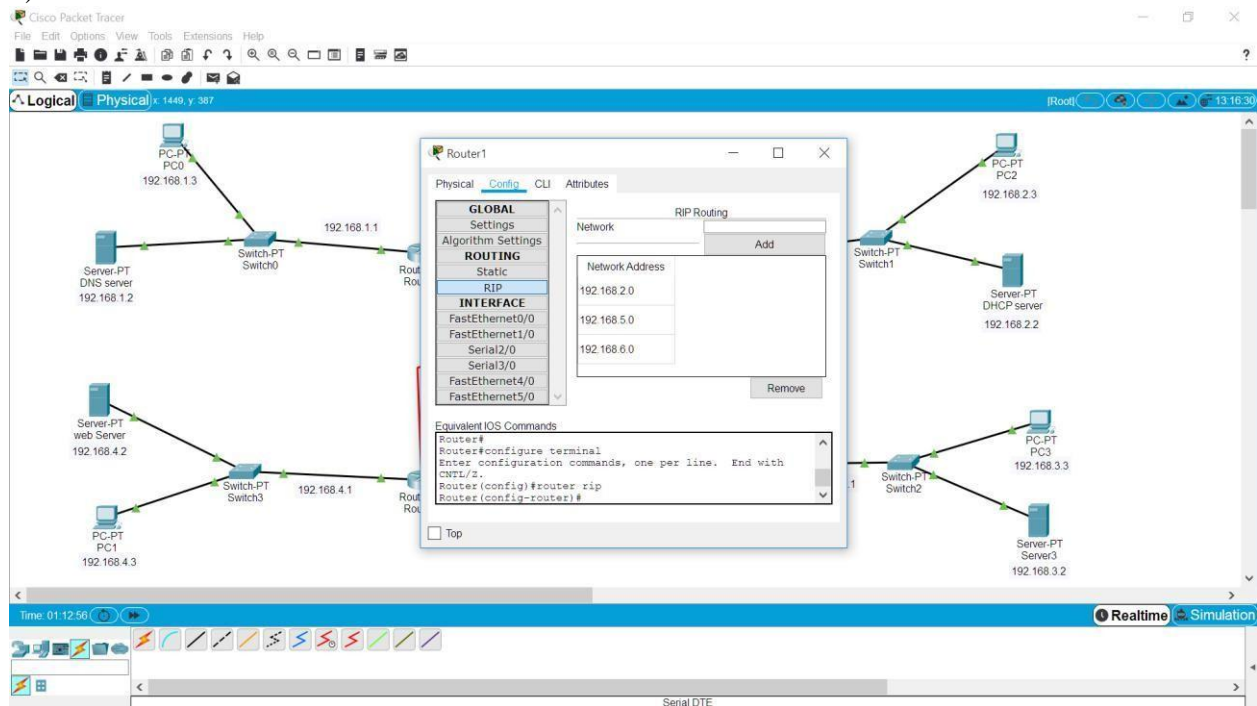 Cisco Packet Tracer
File Edit Options View Tools Extensions Help
?
Logical Physical x: 1449, y: 387
[Root] 13:16:30
PC-PT
PC0
192.168.1.3
192.168.1.1
Server-PT
DNS server
192.168.1.2
Switch-PT
Switch0
Rout
Rou
Server-PT
web Server
192.168.4.2
Switch-PT
Switch3
192.168.4.1
Rout
Rou
PC-PT
PC1
192.168.4.3
Router1
Physical Config CLI Attributes
GLOBAL
Settings
Algorithm Settings
ROUTING
Static
RIP
INTERFACE
FastEthernet0/0
FastEthernet1/0
Serial2/0
Serial3/0
FastEthernet4/0
FastEthernet5/0
RIP Routing
Network
Add
Network Address
192.168.2.0
192.168.5.0
192.168.6.0
Remove
Equivalent IOS Commands
Router#
Router#configure terminal
Enter configuration commands, one per line. End with
CNTL/Z.
Router(config)#router rip
Router(config-router)#
Top
PC-PT
PC2
192.168.2.3
Switch-PT
Switch1
Server-PT
DHCP server
192.168.2.2
PC-PT
PC3
192.168.3.3
.1
Switch-PT
Switch2
Server-PT
Server3
192.168.3.2
Time: 01:12:56
Realtime Simulation
Serial DTE